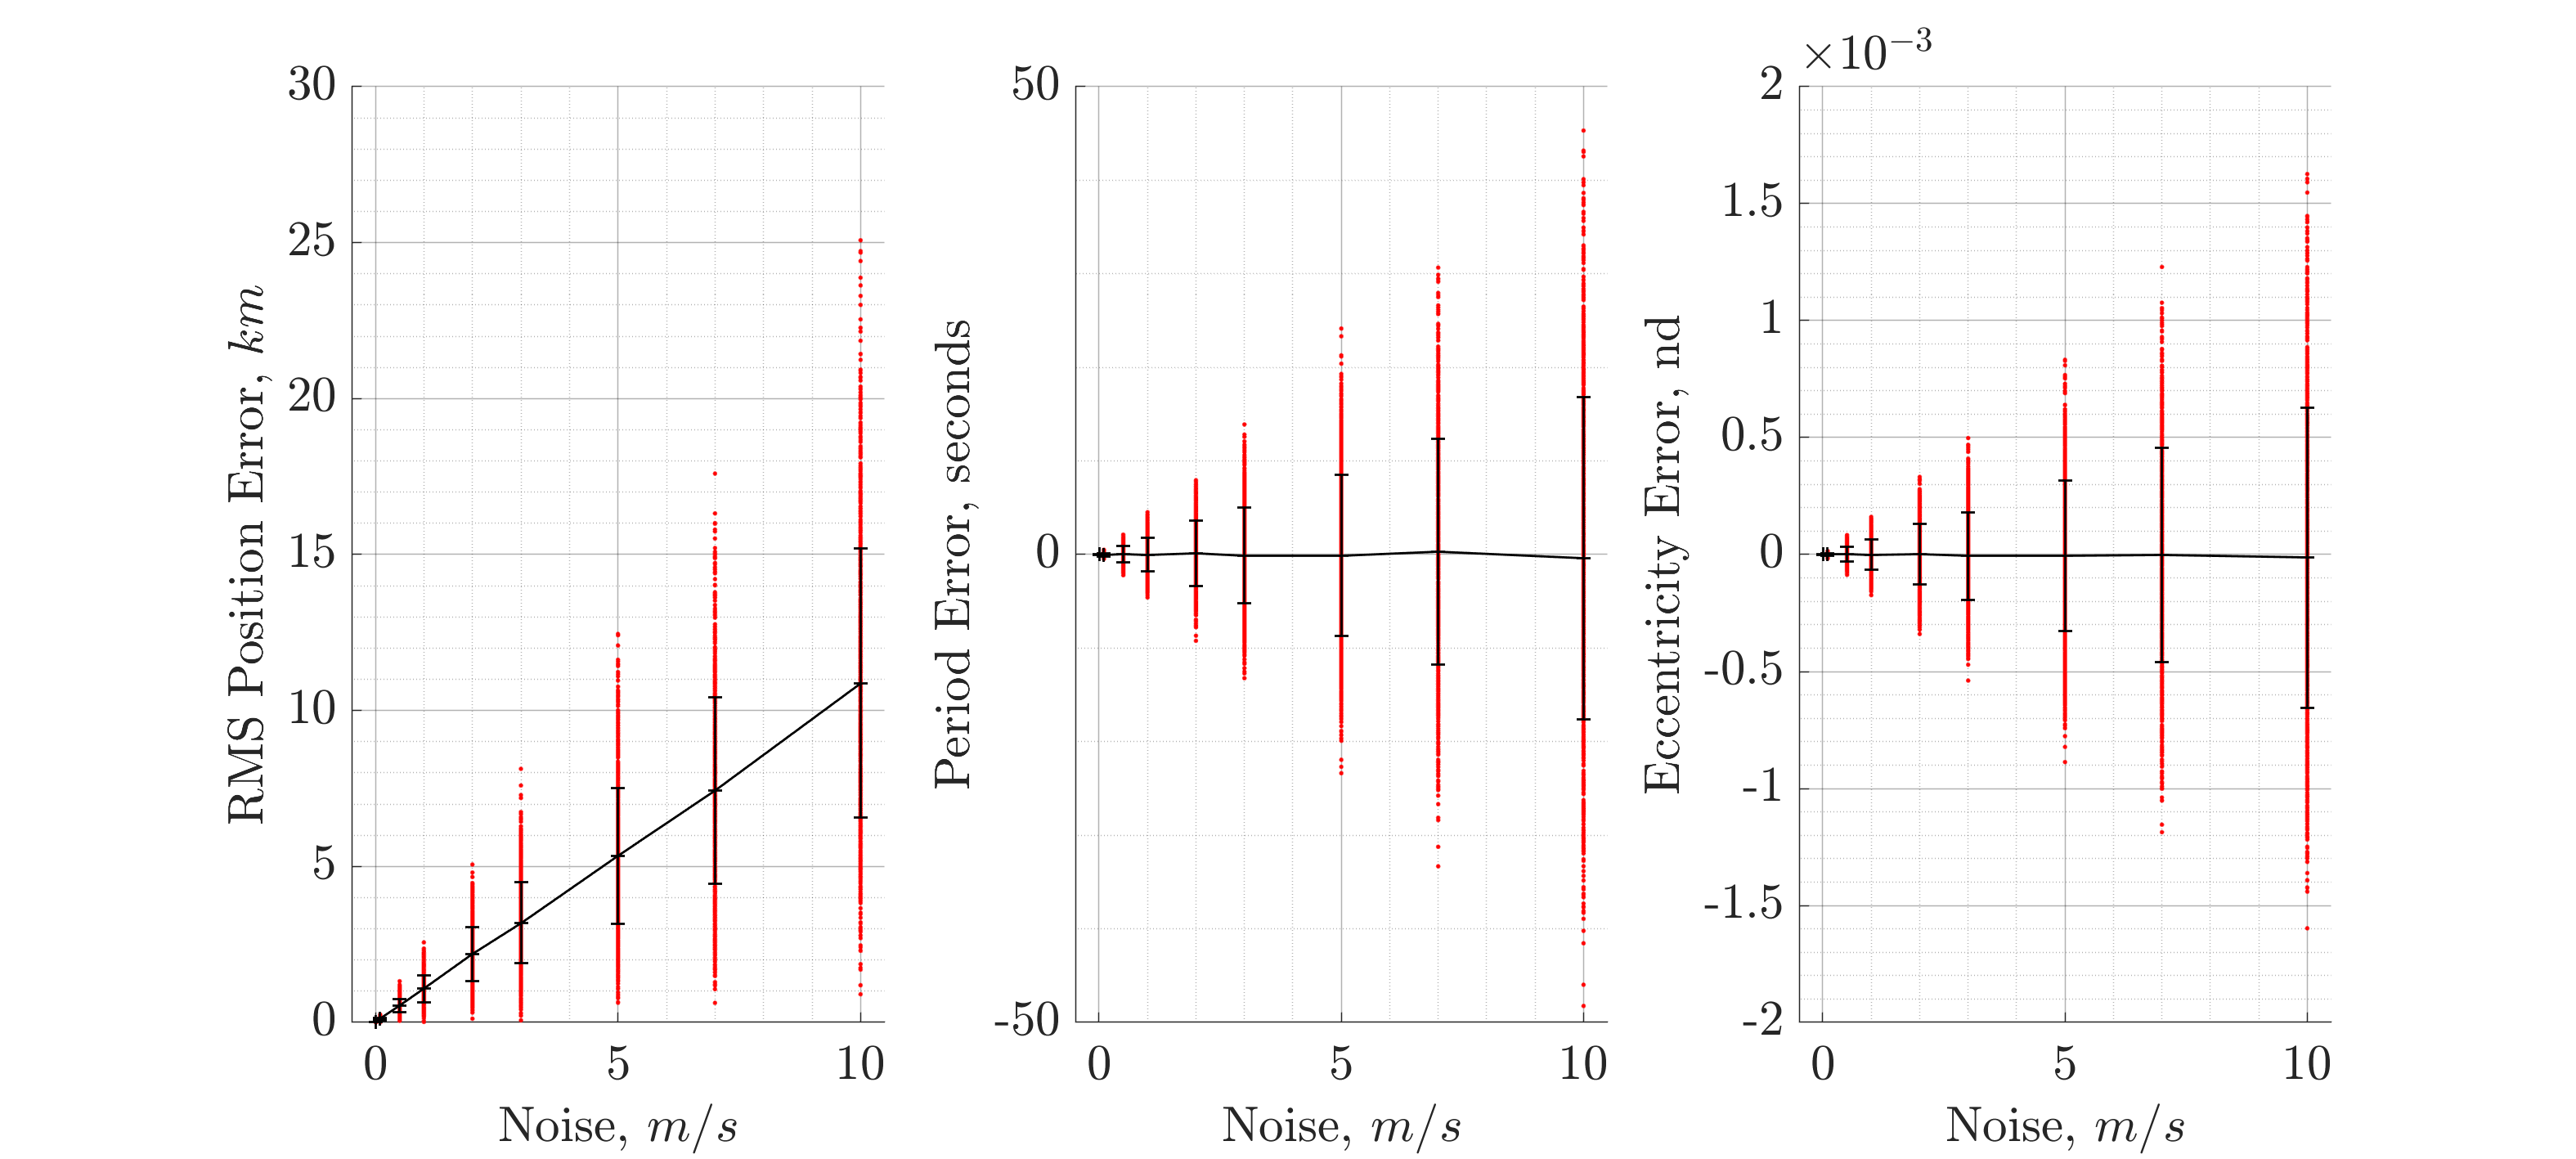 30
25
20
15
10
5
0
RMS Position Error, km
0 5 10
Noise, m/s
50
0
-50
Period Error, seconds
0 5 10
Noise, m/s
×10⁻³
2
1.5
1
0.5
0
-0.5
-1
-1.5
-2
Eccentricity Error, nd
0 5 10
Noise, m/s